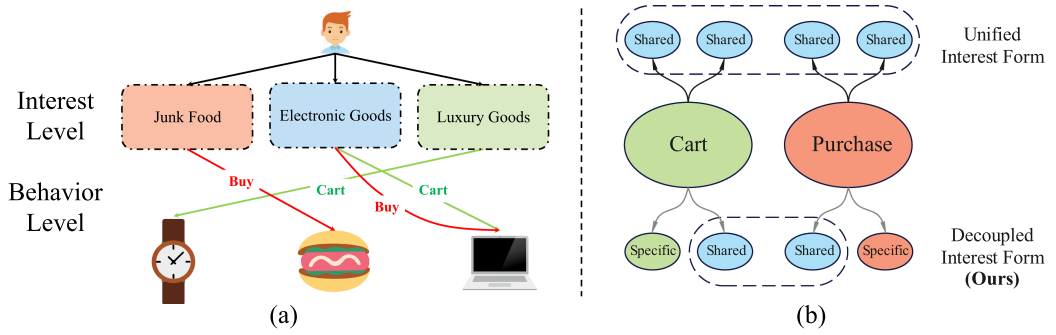 Interest
Level
Junk Food
Electronic Goods
Luxury Goods
Buy
Cart
Buy
Cart
Behavior
Level
(a)
Shared
Shared
Shared
Shared
Unified
Interest Form
Cart
Purchase
Specific
Shared
Shared
Specific
Decoupled
Interest Form
(Ours)
(b)